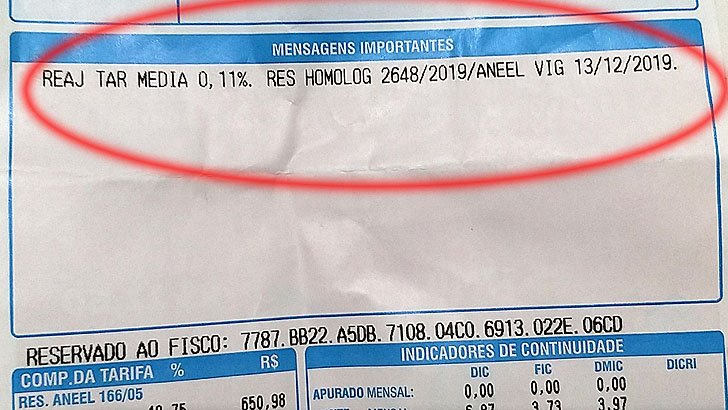 MENSAGENS IMPORTANTES
REAJ TAR MEDIA 0,11%. RES HOMOLOG 2648/2019/ANEEL VIG 13/12/2019.
RESERVADO AO FISCO: 7787.BB22.A5DB.7108.04C0.6913.022E.06CD
COMP.DA TARIFA % R$
RES. ANEEL 166/05
650,98
INDICADORES DE CONTINUIDADE
DIC FIC DMIC DICRI
APURADO MENSAL: 0,00 0,00 0,00